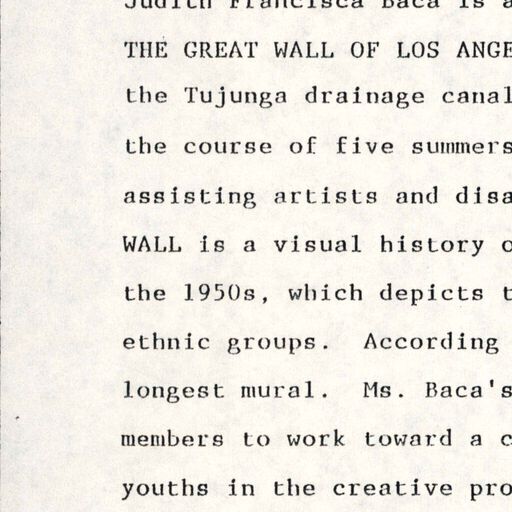 Judith Francisca Baca is a
THE GREAT WALL OF LOS ANGE
the Tujunga drainage canal
the course of five summers
assisting artists and disa
WALL is a visual history o
the 1950s, which depicts t
ethnic groups.  According
longest mural.  Ms. Baca's
members to work toward a c
youths in the creative pro